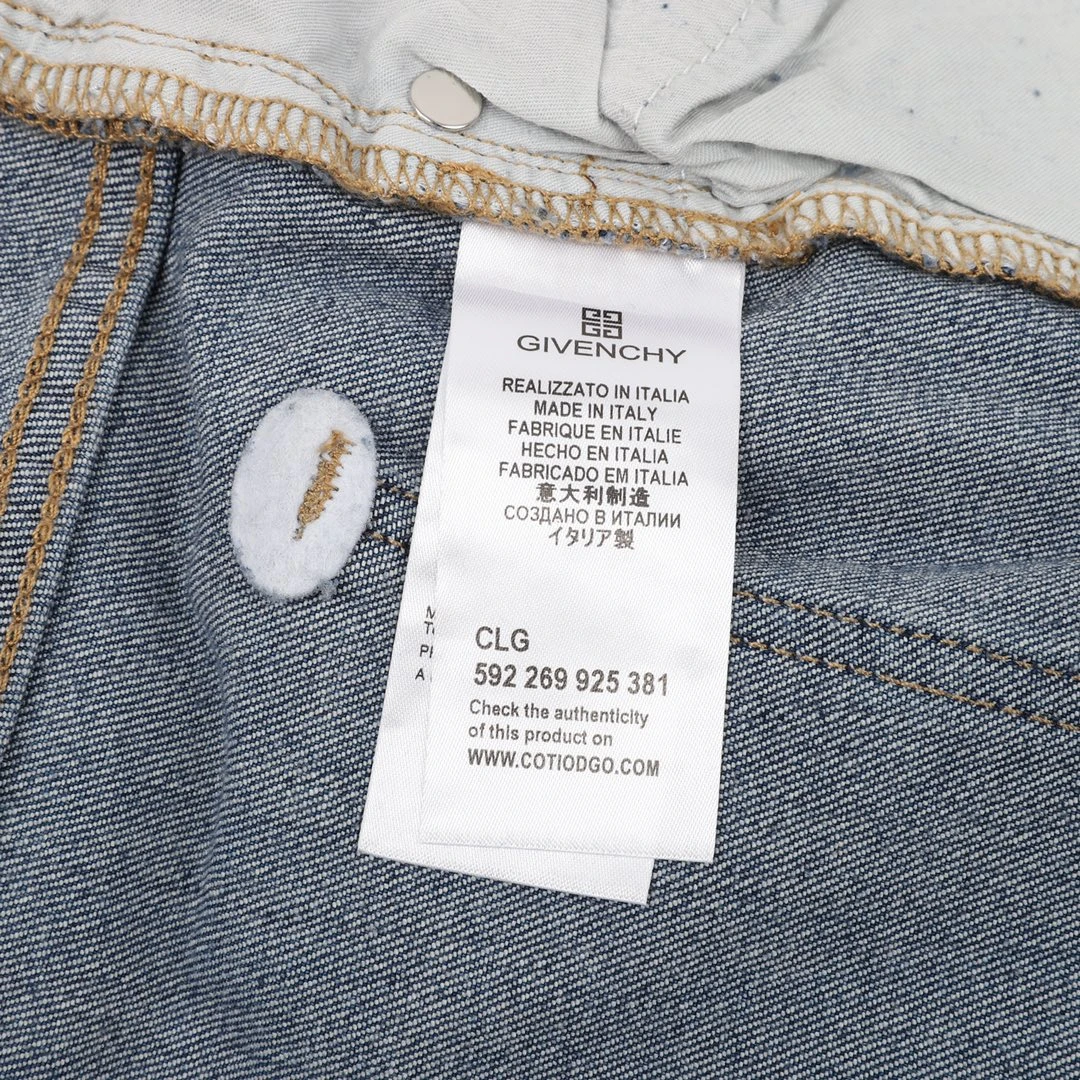 GIVENCHY
REALIZZATO IN ITALIA
MADE IN ITALY
FABRIQUE EN ITALIE
HECHO EN ITALIA
FABRICADO EM ITALIA
意大利制造
СОЗДАНО В ИТАЛИИ
イタリア製
CLG
592 269 925 381
Check the authenticity
of this product on
WWW.COTIODGO.COM